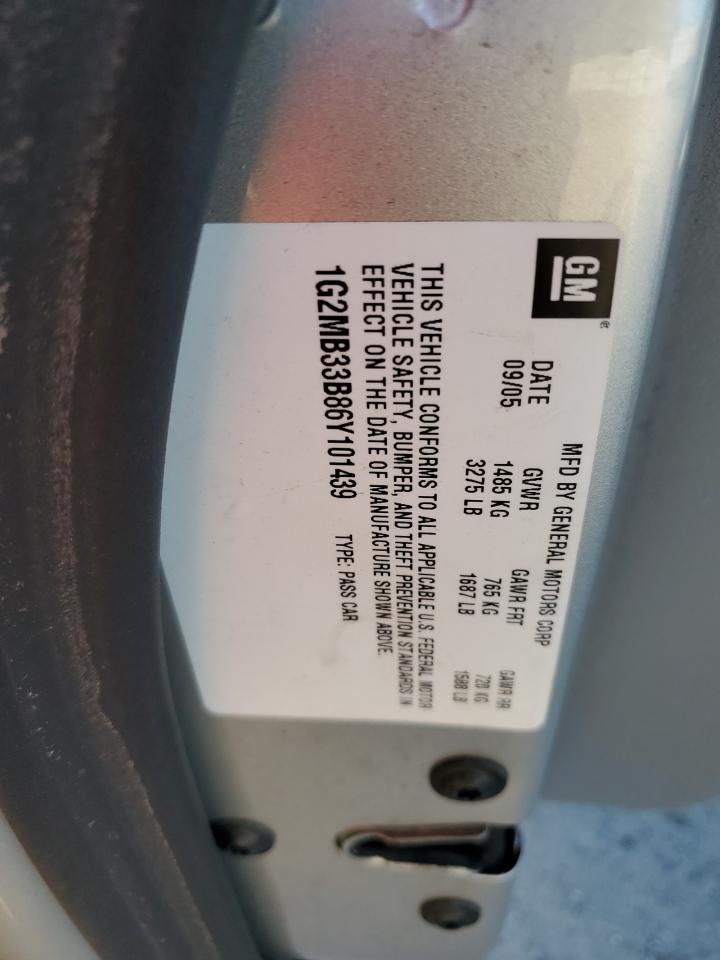 GM®
MFD BY GENERAL MOTORS CORP
DATE GVWR GAWR FRT GAWR RR
09/05 1485 KG 765 KG 720 KG
3275 LB 1687 LB 1588 LB
THIS VEHICLE CONFORMS TO ALL APPLICABLE U.S. FEDERAL MOTOR
VEHICLE SAFETY, BUMPER, AND THEFT PREVENTION STANDARDS IN
EFFECT ON THE DATE OF MANUFACTURE SHOWN ABOVE.
1G2MB33B86Y101439 TYPE: PASS CAR